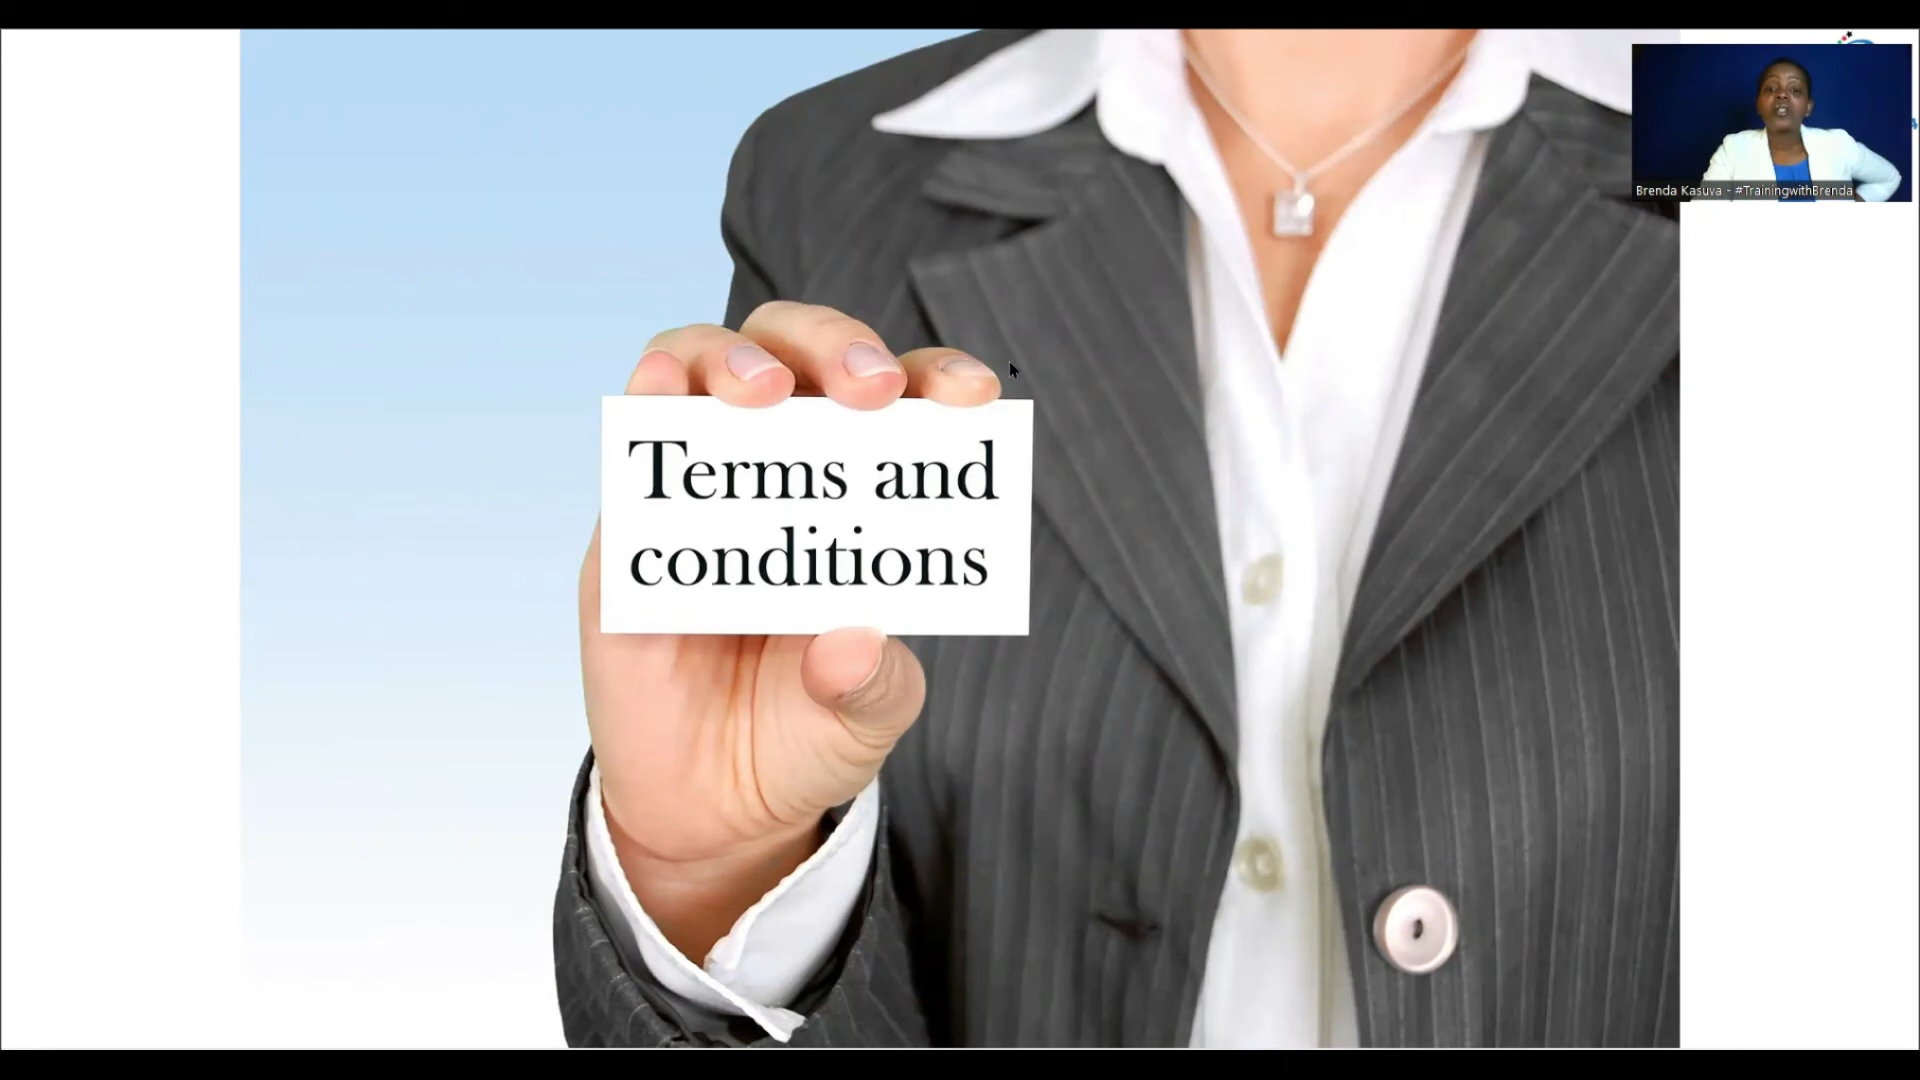 Terms and
conditions
Brenda Kasuva - #TrainingwithBrenda